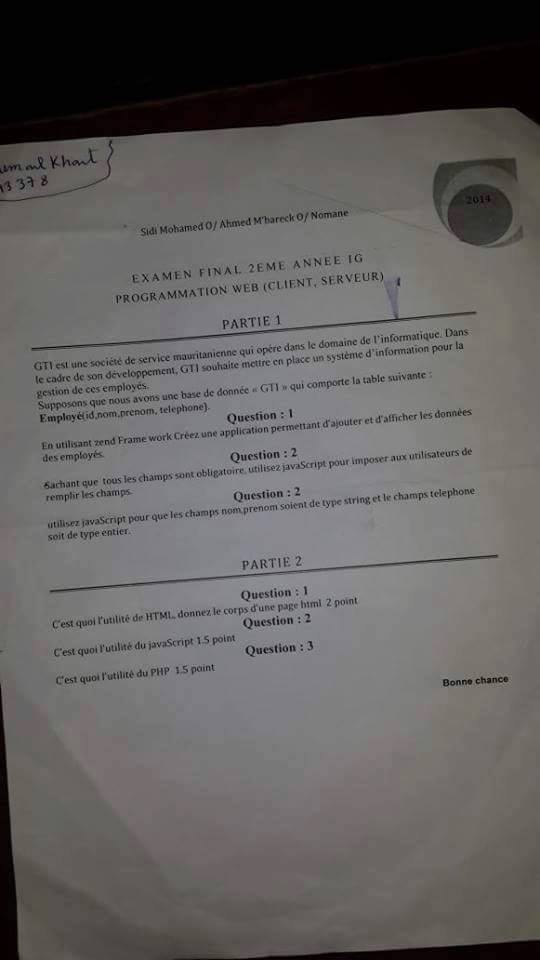 Khart
13378
2014
Sidi Mohamed O/ Ahmed M'hareck O/ Nomane
EXAMEN FINAL 2EME ANNEE IG
PROGRAMMATION WEB (CLIENT, SERVEUR)
PARTIE 1
GTI est une société de service mauritanienne qui opère dans le domaine de l'informatique. Dans
le cadre de son développement, GTI souhaite mettre en place un système d'information pour la
gestion de ces employés.
Supposons que nous avons une base de donnée « GTI » qui comporte la table suivante :
Employé(id,nom,prenom, telephone).
Question : 1
En utilisant zend Frame work Créez une application permettant d'ajouter et d'afficher les données
des employés.
Question : 2
Sachant que tous les champs sont obligatoire, utilisez javaScript pour imposer aux utilisateurs de
remplir les champs.
Question : 2
utilisez javaScript pour que les champs nom,prenom soient de type string et le champs telephone
soit de type entier.
PARTIE 2
Question : 1
C'est quoi l'utilité de HTML, donnez le corps d'une page html 2 point
Question : 2
C'est quoi l'utilité du javaScript 1.5 point
Question : 3
C'est quoi l'utilité du PHP 1.5 point
Bonne chance